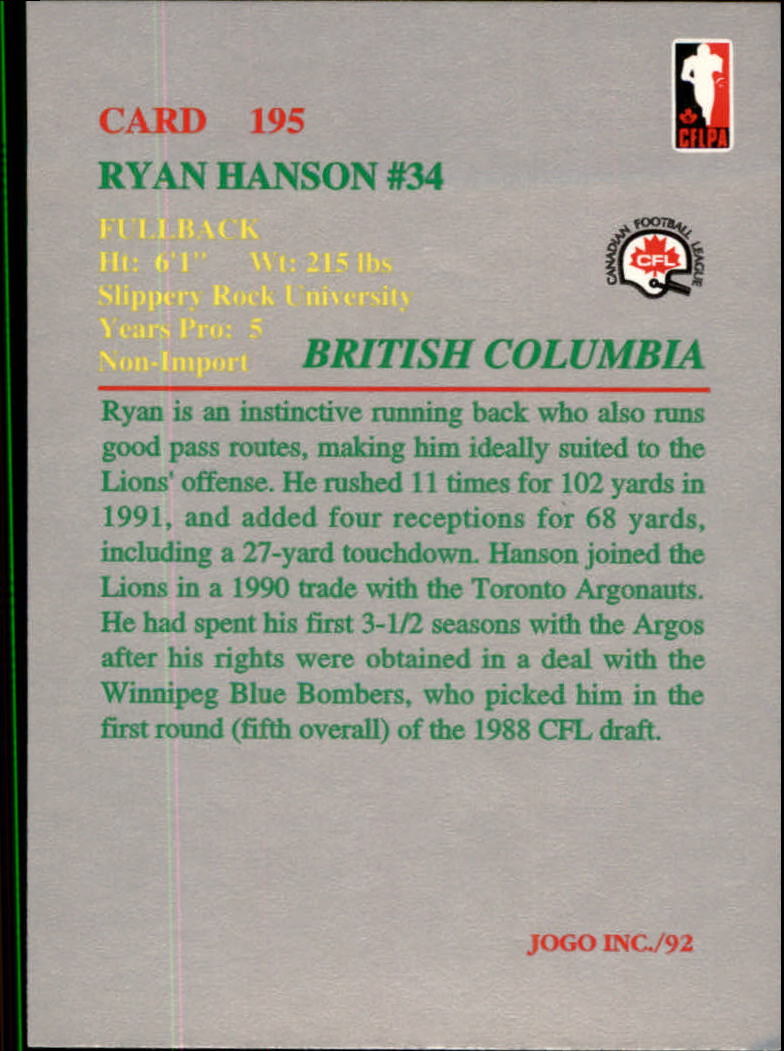 CFLPA
CARD 195
RYAN HANSON #34
FULLBACK
Ht: 6'1" Wt: 215 lbs
Slippery Rock University
Years Pro: 5
Non-Import
CANADIAN FOOTBALL LEAGUE
CFL
BRITISH COLUMBIA
Ryan is an instinctive running back who also runs
good pass routes, making him ideally suited to the
Lions' offense. He rushed 11 times for 102 yards in
1991, and added four receptions for 68 yards,
including a 27-yard touchdown. Hanson joined the
Lions in a 1990 trade with the Toronto Argonauts.
He had spent his first 3-1/2 seasons with the Argos
after his rights were obtained in a deal with the
Winnipeg Blue Bombers, who picked him in the
first round (fifth overall) of the 1988 CFL draft.
JOGO INC./92